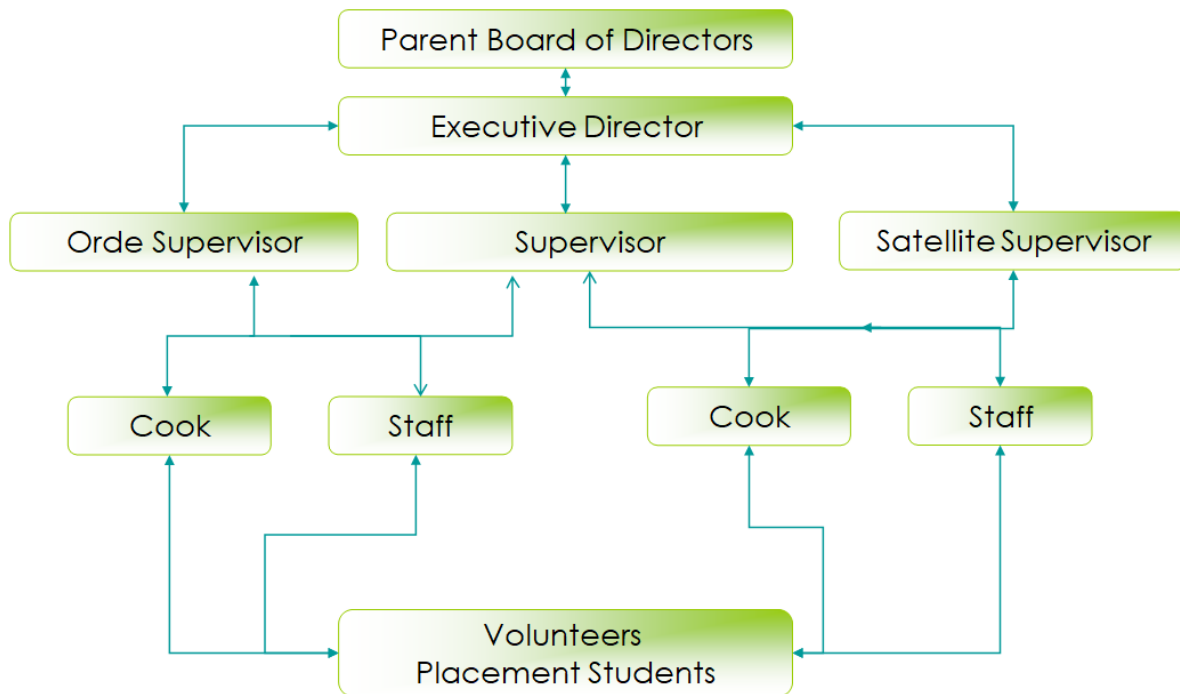 Parent Board of Directors
Executive Director
Orde Supervisor
Supervisor
Satellite Supervisor
Cook
Staff
Cook
Staff
Volunteers
Placement Students